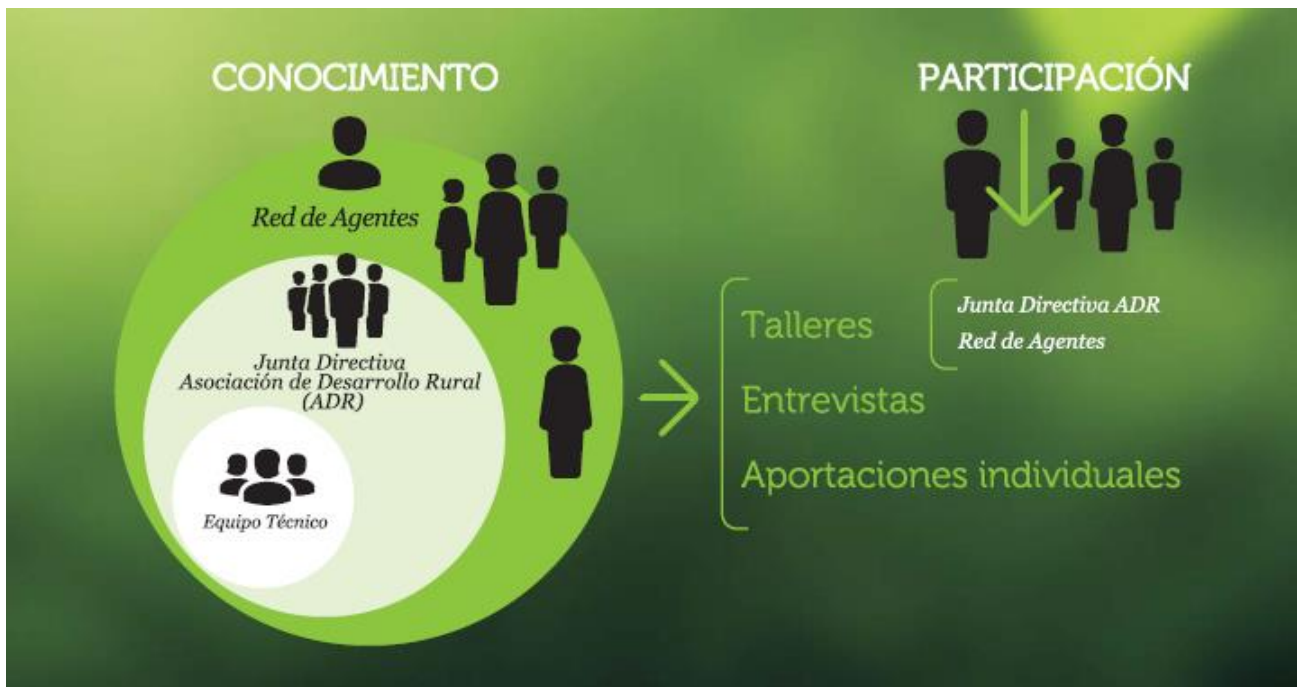 CONOCIMIENTO
Red de Agentes
Junta Directiva
Asociación de Desarrollo Rural
(ADR)
Equipo Técnico
PARTICIPACIÓN
Talleres
Junta Directiva ADR
Red de Agentes
Entrevistas
Aportaciones individuales